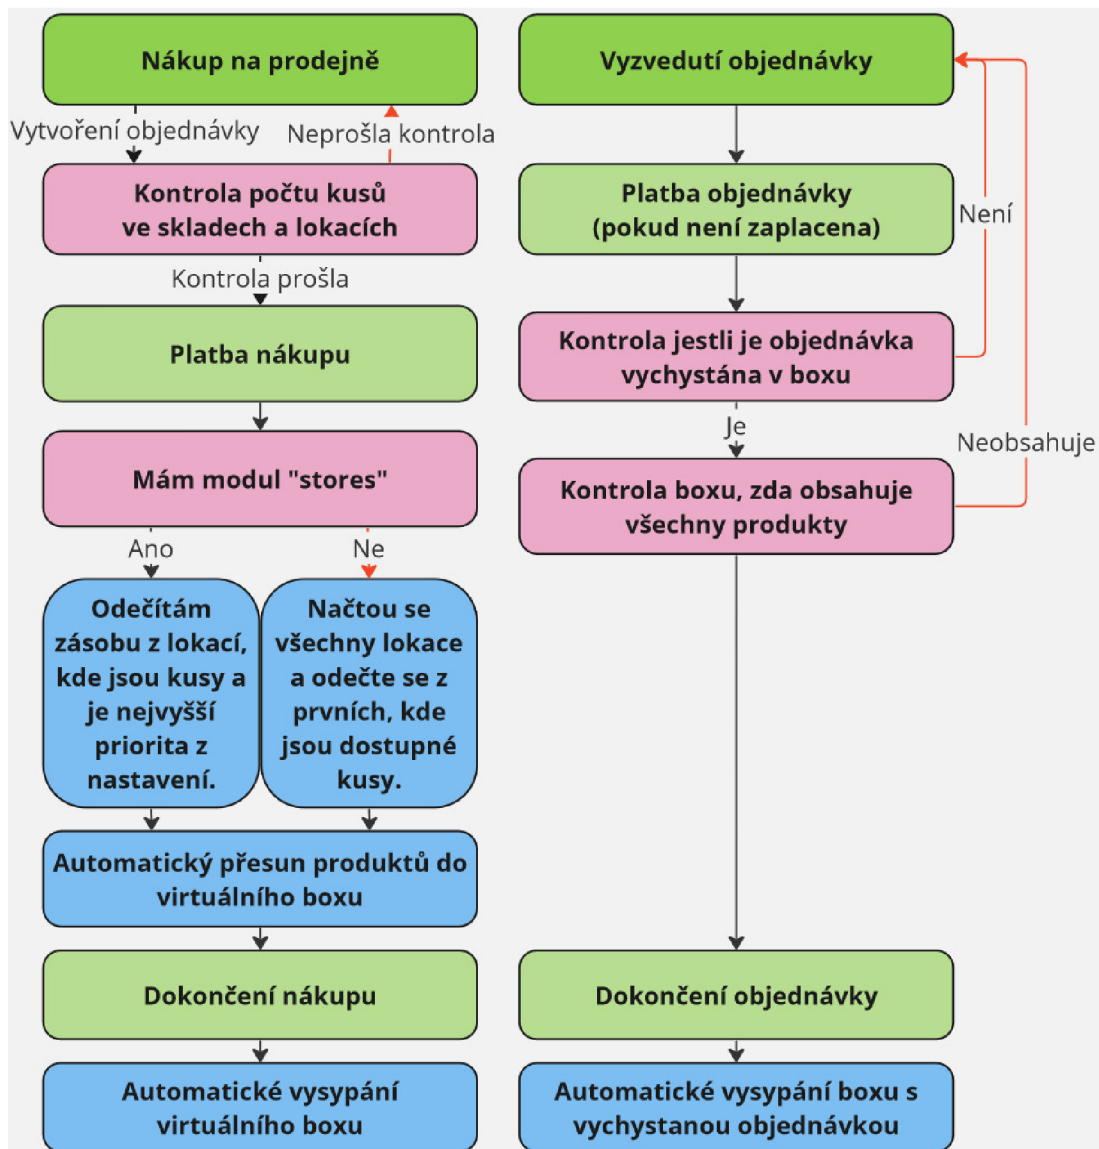 Nákup na prodejně
Vytvoření objednávky
Neprošla kontrola
Kontrola počtu kusů
ve skladech a lokacích
Kontrola prošla
Platba nákupu
Mám modul "stores"
Ano
Ne
Odečítám
zásobu z lokací,
kde jsou kusy a
je nejvyšší
priorita z
nastavení.
Načtou se
všechny lokace
a odečte se z
prvních, kde
jsou dostupné
kusy.
Automatický přesun produktů do
virtuálního boxu
Dokončení nákupu
Automatické vysypání
virtuálního boxu
Vyzvedutí objednávky
Platba objednávky
(pokud není zaplacena)
Není
Kontrola jestli je objednávka
vychystána v boxu
Je
Neobsahuje
Kontrola boxu, zda obsahuje
všechny produkty
Dokončení objednávky
Automatické vysypání boxu s
vychystanou objednávkou